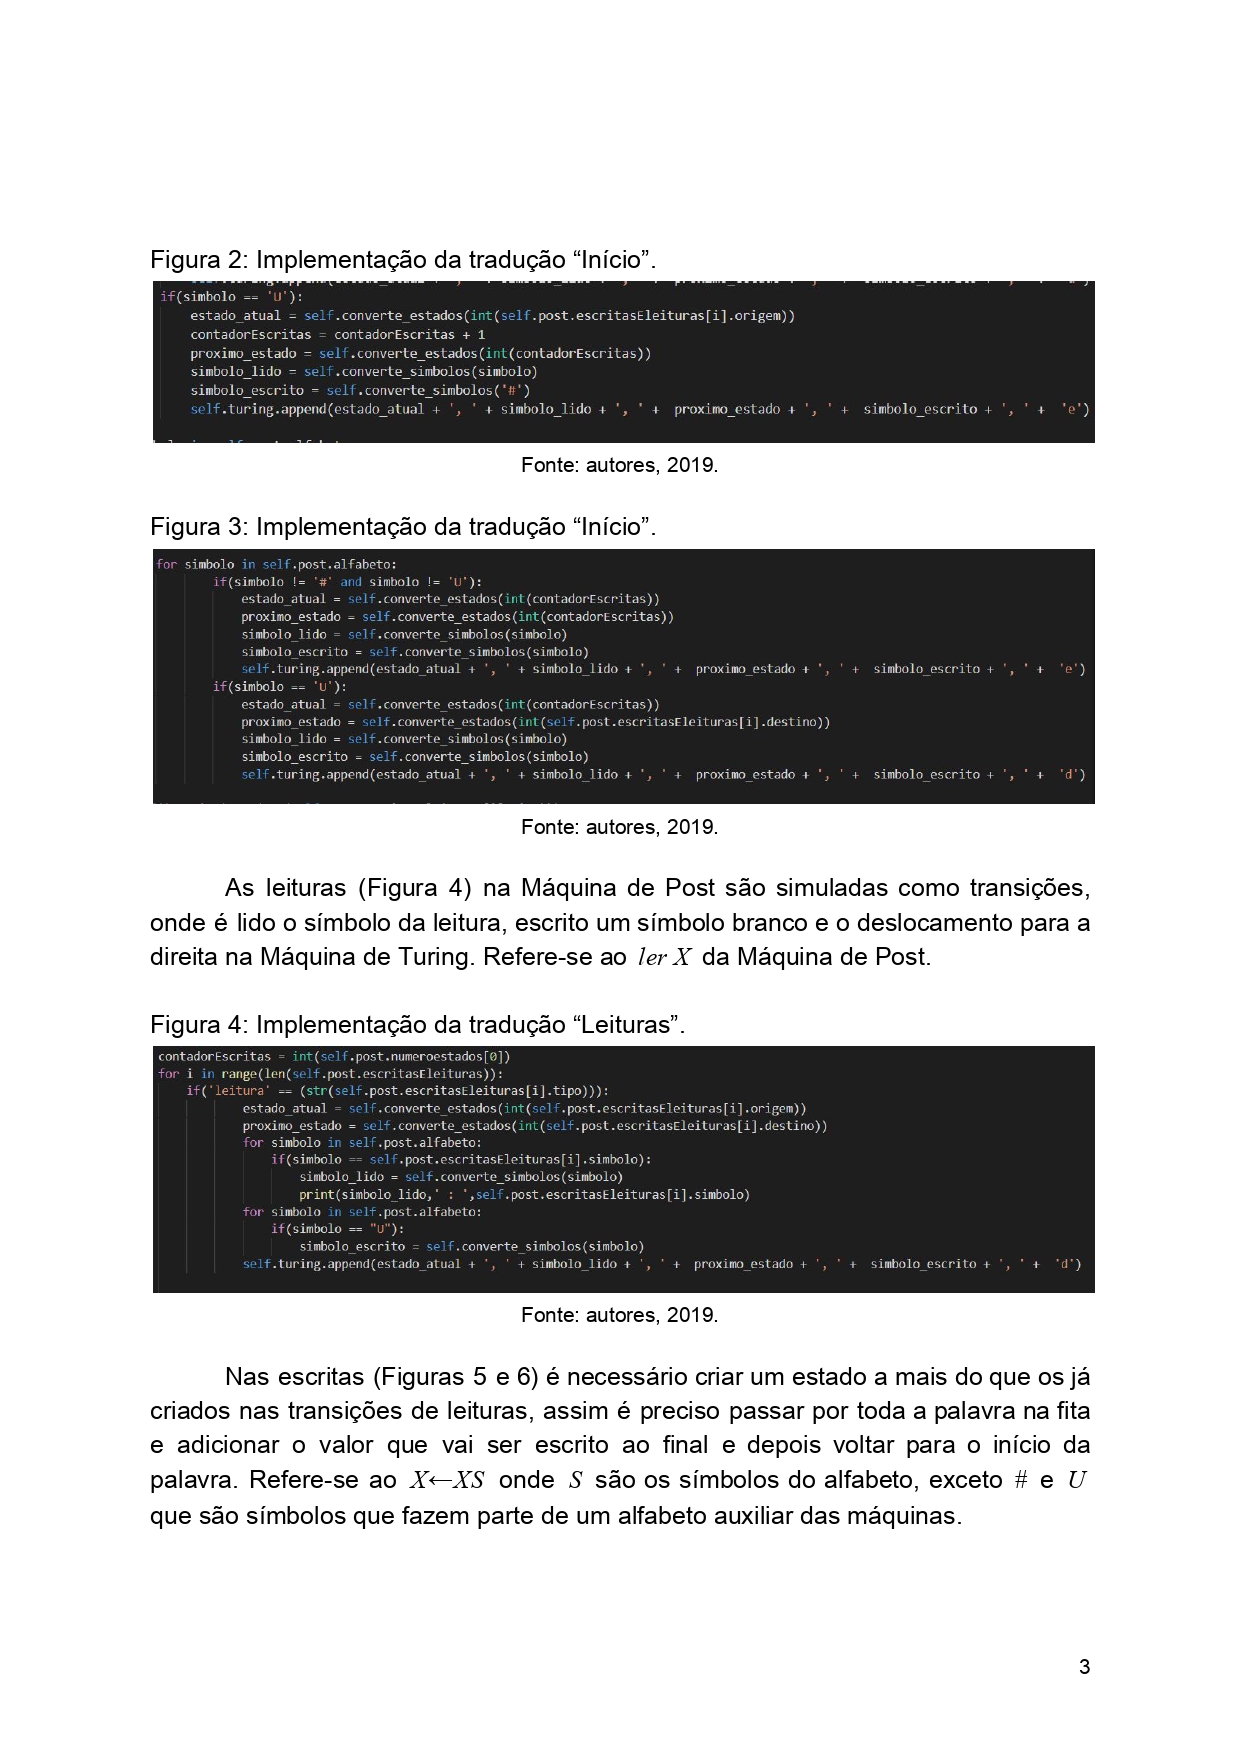 Figura 2: Implementação da tradução “Início”.
if(simbolo == 'U'):
estado_atual = self.converte_estados(int(self.post.escritasEleituras[i].origem))
contadorEscritas = contadorEscritas + 1
proximo_estado = self.converte_estados(int(contadorEscritas))
simbolo_lido = self.converte_simbolos(simbolo)
simbolo_escrito = self.converte_simbolos('#')
self.turing.append(estado_atual + ', ' + simbolo_lido + ', ' +  proximo_estado + ', ' +  simbolo_escrito + ', ' +  'e')
Fonte: autores, 2019.
Figura 3: Implementação da tradução “Início”.
for simbolo in self.post.alfabeto:
if(simbolo != '#' and simbolo != 'U'):
estado_atual = self.converte_estados(int(contadorEscritas))
proximo_estado = self.converte_estados(int(contadorEscritas))
simbolo_lido = self.converte_simbolos(simbolo)
simbolo_escrito = self.converte_simbolos(simbolo)
self.turing.append(estado_atual + ', ' + simbolo_lido + ', ' +  proximo_estado + ', ' +  simbolo_escrito + ', ' +  'e')
if(simbolo == 'U'):
estado_atual = self.converte_estados(int(contadorEscritas))
proximo_estado = self.converte_estados(int(self.post.escritasEleituras[i].destino))
simbolo_lido = self.converte_simbolos(simbolo)
simbolo_escrito = self.converte_simbolos(simbolo)
self.turing.append(estado_atual + ', ' + simbolo_lido + ', ' +  proximo_estado + ', ' +  simbolo_escrito + ', ' +  'd')
Fonte: autores, 2019.
As leituras (Figura 4) na Máquina de Post são simuladas como transições,
onde é lido o símbolo da leitura, escrito um símbolo branco e o deslocamento para a
direita na Máquina de Turing. Refere-se ao ler X da Máquina de Post.
Figura 4: Implementação da tradução “Leituras”.
contadorEscritas = int(self.post.numeroestados[0])
for i in range(len(self.post.escritasEleituras)):
if('leitura' == (str(self.post.escritasEleituras[i].tipo))):
estado_atual = self.converte_estados(int(self.post.escritasEleituras[i].origem))
proximo_estado = self.converte_estados(int(self.post.escritasEleituras[i].destino))
for simbolo in self.post.alfabeto:
if(simbolo == self.post.escritasEleituras[i].simbolo):
simbolo_lido = self.converte_simbolos(simbolo)
print(simbolo_lido,' : ',self.post.escritasEleituras[i].simbolo)
for simbolo in self.post.alfabeto:
if(simbolo == "U"):
simbolo_escrito = self.converte_simbolos(simbolo)
self.turing.append(estado_atual + ', ' + simbolo_lido + ', ' +  proximo_estado + ', ' +  simbolo_escrito + ', ' +  'd')
Fonte: autores, 2019.
Nas escritas (Figuras 5 e 6) é necessário criar um estado a mais do que os já
criados nas transições de leituras, assim é preciso passar por toda a palavra na fita
e adicionar o valor que vai ser escrito ao final e depois voltar para o início da
palavra. Refere-se ao X←XS onde S são os símbolos do alfabeto, exceto # e U
que são símbolos que fazem parte de um alfabeto auxiliar das máquinas.
3